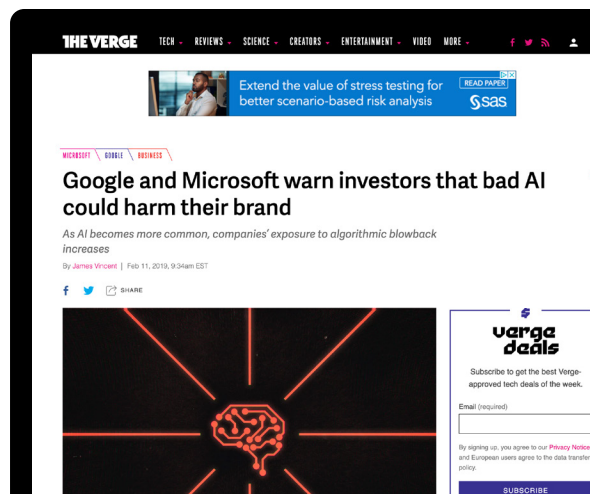 THE VERGE TECH REVIEWS SCIENCE CREATORS ENTERTAINMENT VIDEO MORE
Extend the value of stress testing for
better scenario-based risk analysis
READ PAPER
sas
MICROSOFT GOOGLE BUSINESS
Google and Microsoft warn investors that bad AI
could harm their brand
As AI becomes more common, companies' exposure to algorithmic blowback
increases
By James Vincent | Feb 11, 2019, 9:34am EST
SHARE
verge
deals
Subscribe to get the best Verge-
approved tech deals of the week.
Email (required)
By signing up, you agree to our Privacy Notice
and European users agree to the data transfer
policy.
SUBSCRIBE